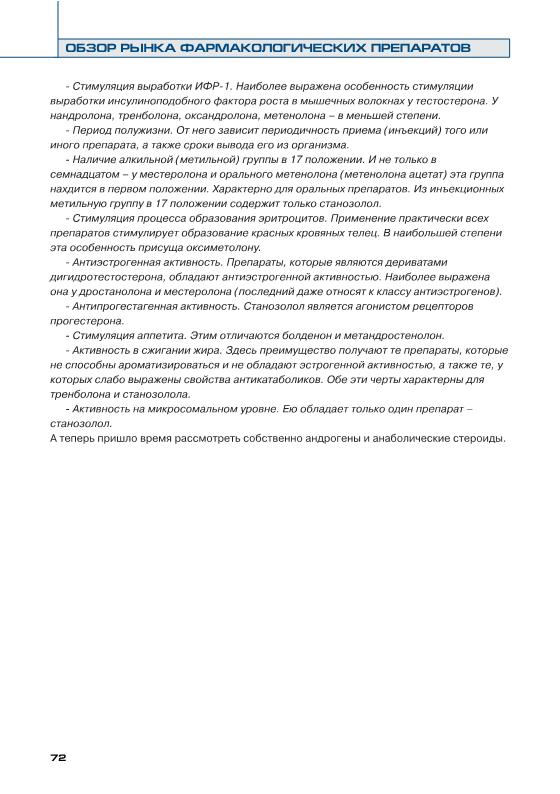 ОБЗОР РЫНКА ФАРМАКОЛОГИЧЕСКИХ ПРЕПАРАТОВ
- Стимуляция выработки ИФР-1. Наиболее выражена особенность стимуляции
выработки инсулиноподобного фактора роста в мышечных волокнах у тестостерона. У
нандролона, тренболона, оксандролона, метенолона – в меньшей степени.
- Период полужизни. От него зависит периодичность приема (инъекций) того или
иного препарата, а также сроки вывода его из организма.
- Наличие алкильной (метильной) группы в 17 положении. И не только в
семнадцатом – у местеролона и орального метенолона (метенолона ацетат) эта группа
нахдится в первом положении. Характерно для оральных препаратов. Из инъекционных
метильную группу в 17 положении содержит только станозолол.
- Стимуляция процесса образования эритроцитов. Применение практически всех
препаратов стимулирует образование красных кровяных телец. В наибольшей степени
эта особенность присуща оксиметолону.
- Антиэстрогенная активность. Препараты, которые являются дериватами
дигидротестостерона, обладают антиэстрогенной активностью. Наиболее выражена
она у дростанолона и местеролона (последний даже относят к классу антиэстрогенов).
- Антипрогестагенная активность. Станозолол является агонистом рецепторов
прогестерона.
- Стимуляция аппетита. Этим отличаются болденон и метандростенолон.
- Активность в сжигании жира. Здесь преимущество получают те препараты, которые
не способны ароматизироваться и не обладают эстрогенной активностью, а также те, у
которых слабо выражены свойства антикатаболиков. Обе эти черты характерны для
тренболона и станозолола.
- Активность на микросомальном уровне. Ею обладает только один препарат –
станозолол.
А теперь пришло время рассмотреть собственно андрогены и анаболические стероиды.
72